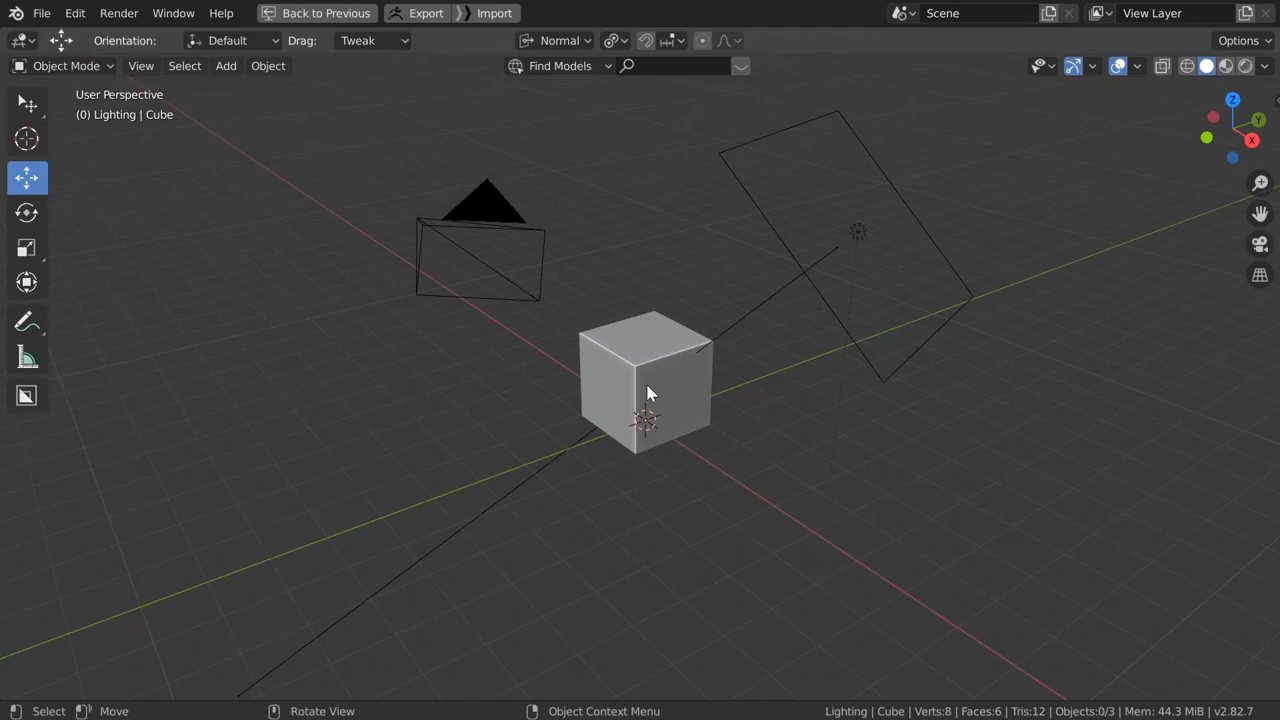 File Edit Render Window Help Back to Previous Export Import Scene View Layer
Orientation: Default Drag: Tweak Normal Options
Object Mode View Select Add Object Find Models
User Perspective
(0) Lighting | Cube
Z
Y
X
Select Move Rotate View Object Context Menu Lighting | Cube | Verts:8 | Faces:6 | Tris:12 | Objects:0/3 | Mem: 44.3 MiB | v2.82.7